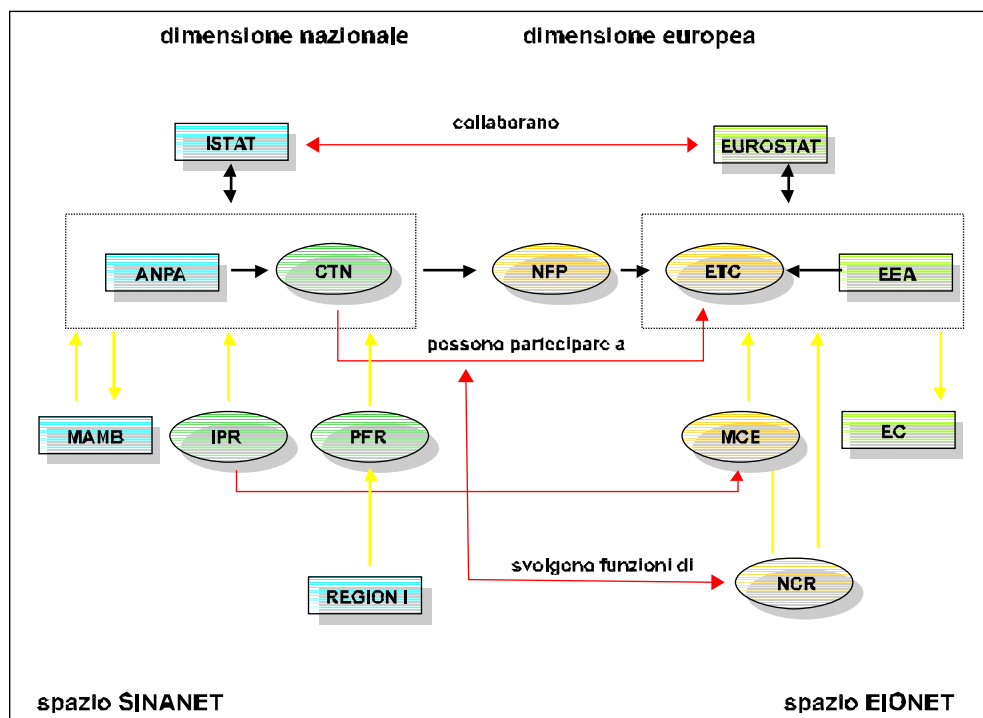 dimensione nazionale
dimensione europea
collaborano
ISTAT
EUROSTAT
ANPA
CTN
NFP
ETC
EEA
possono partecipare a
MAMB
IPR
PFR
MCE
EC
svolgono funzioni di
NCR
REGIONI
spazio SINANET
spazio EIONET